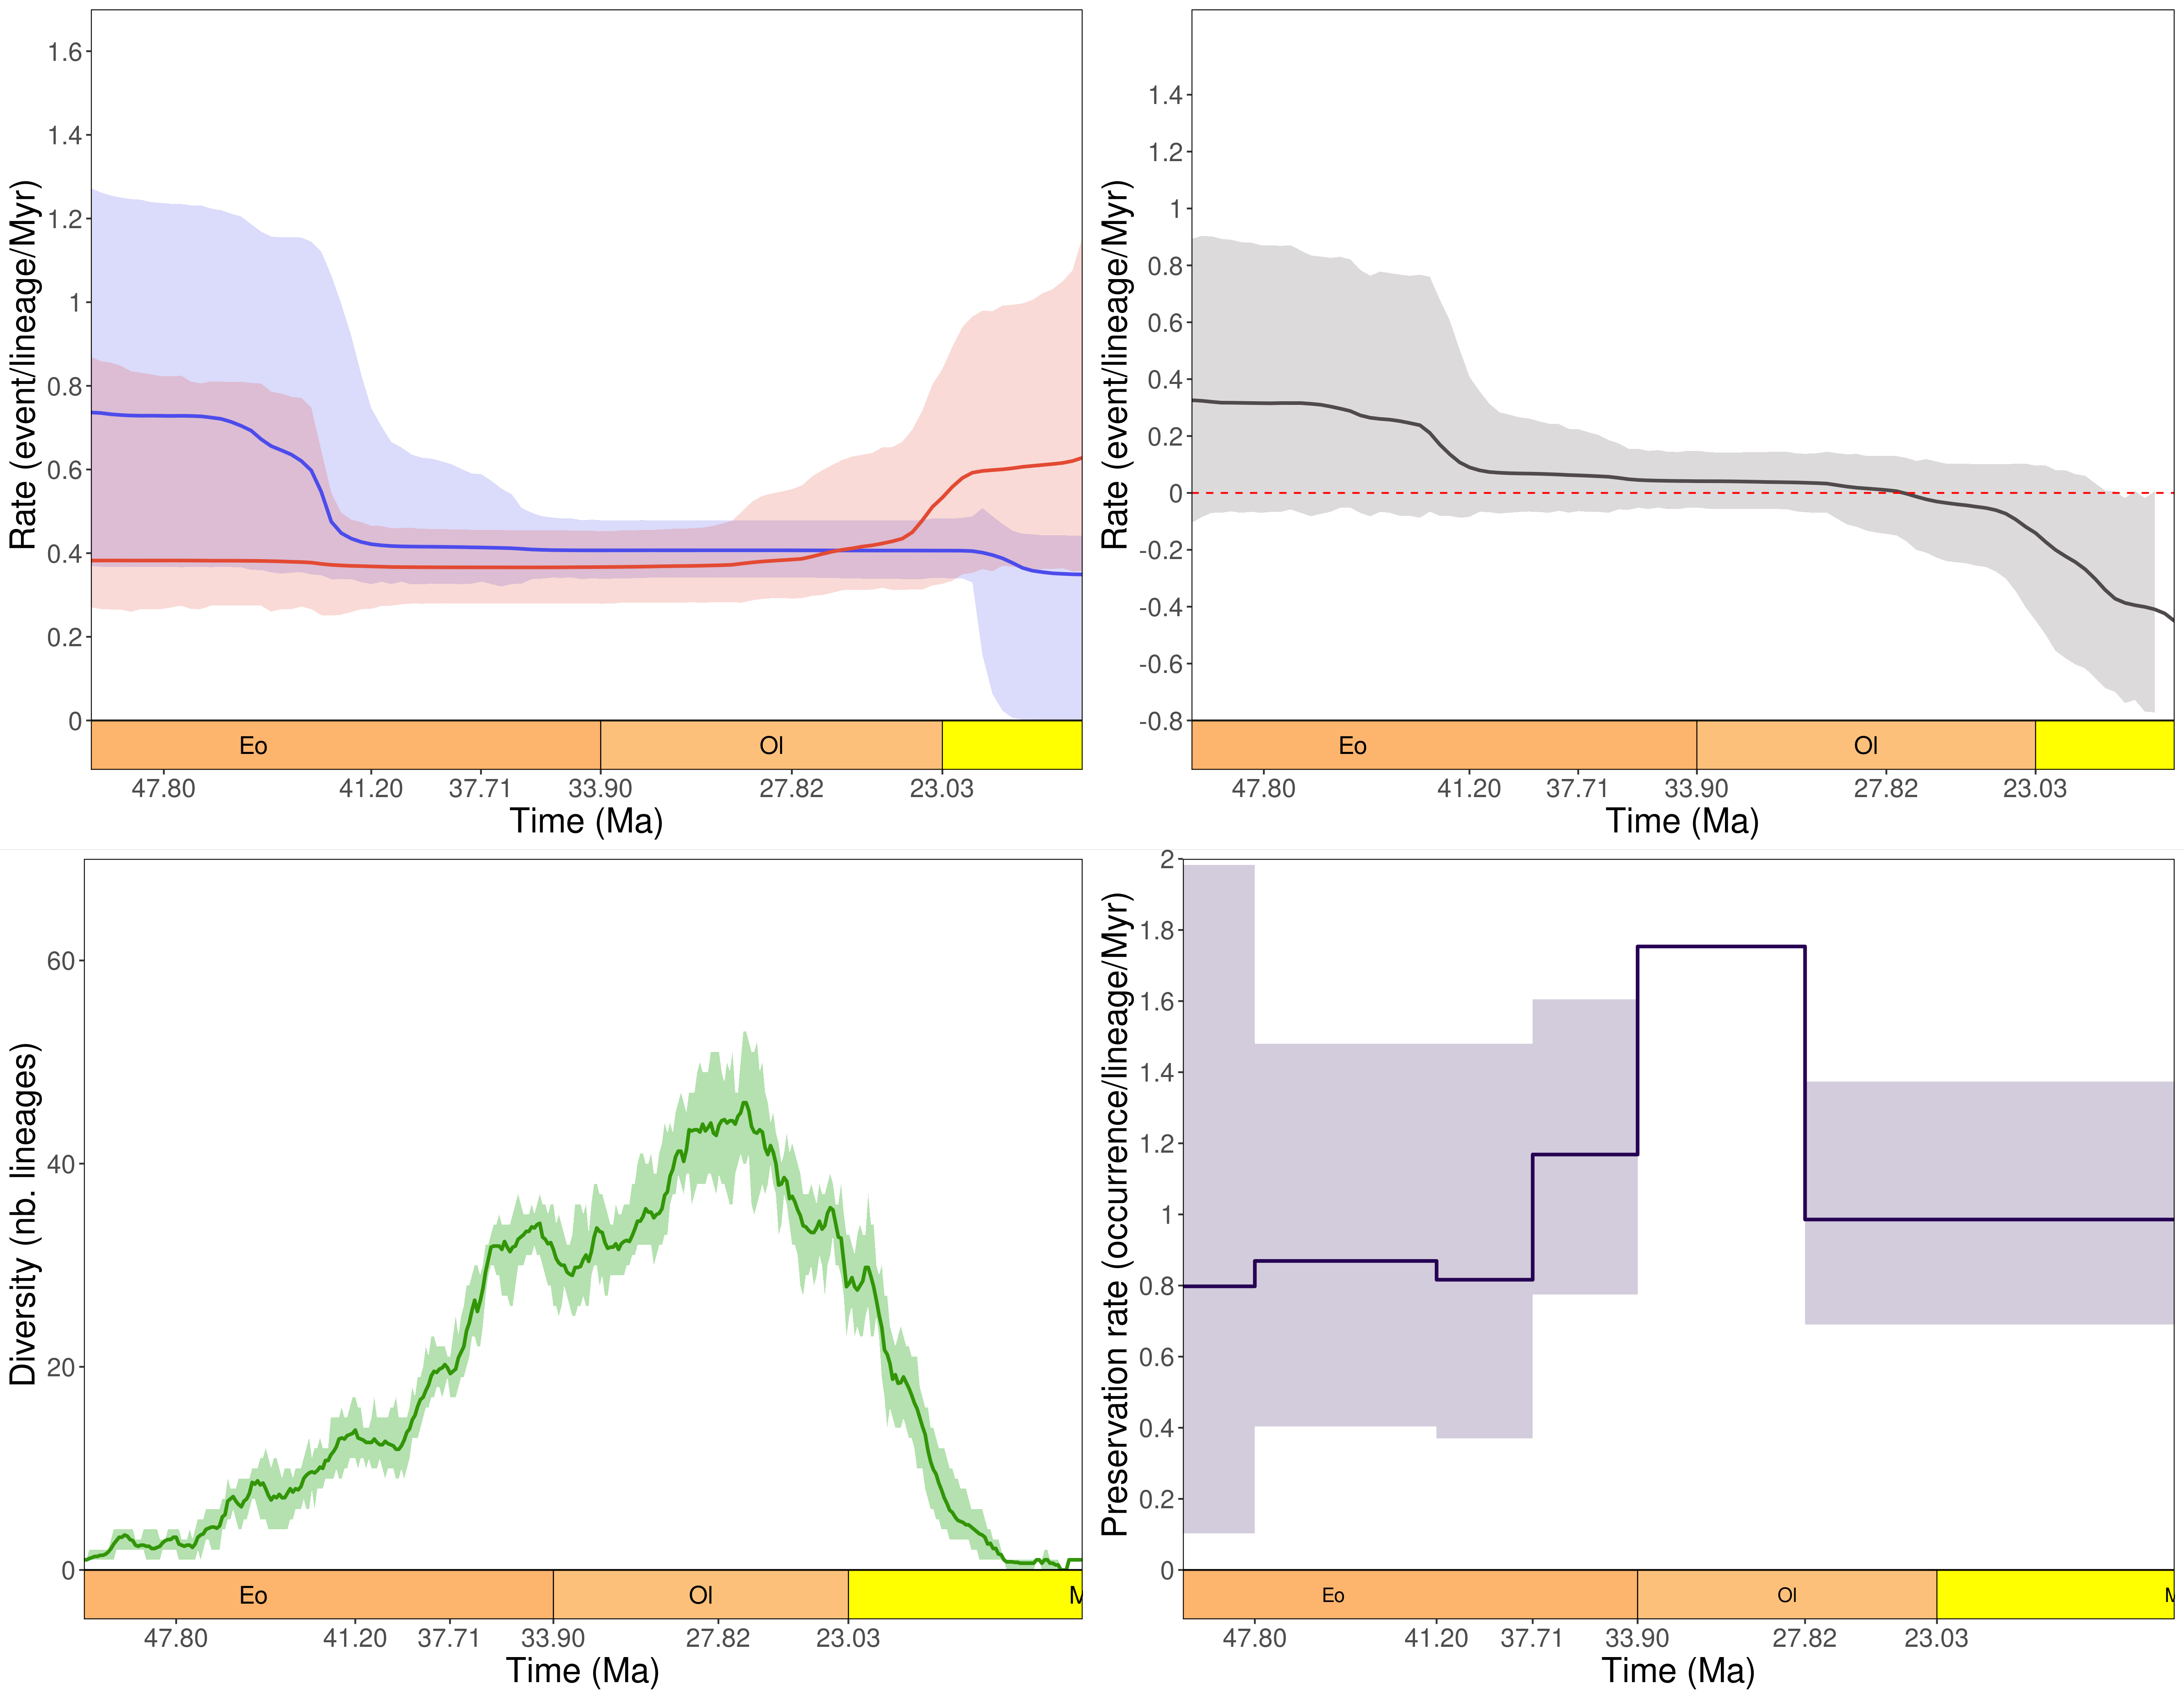 Rate (event/lineage/Myr)
1.6
1.4
1.2
1
0.8
0.6
0.4
0.2
0
Eo Ol
47.80 41.20 37.71 33.90 27.82 23.03
Time (Ma)
Rate (event/lineage/Myr)
1.4
1.2
1
0.8
0.6
0.4
0.2
0
-0.2
-0.4
-0.6
-0.8
Eo Ol
47.80 41.20 37.71 33.90 27.82 23.03
Time (Ma)
Diversity (nb. lineages)
60
40
20
0
Eo Ol M
47.80 41.20 37.71 33.90 27.82 23.03
Time (Ma)
Preservation rate (occurrence/lineage/Myr)
2
1.8
1.6
1.4
1.2
1
0.8
0.6
0.4
0.2
0
Eo Ol M
47.80 41.20 37.71 33.90 27.82 23.03
Time (Ma)